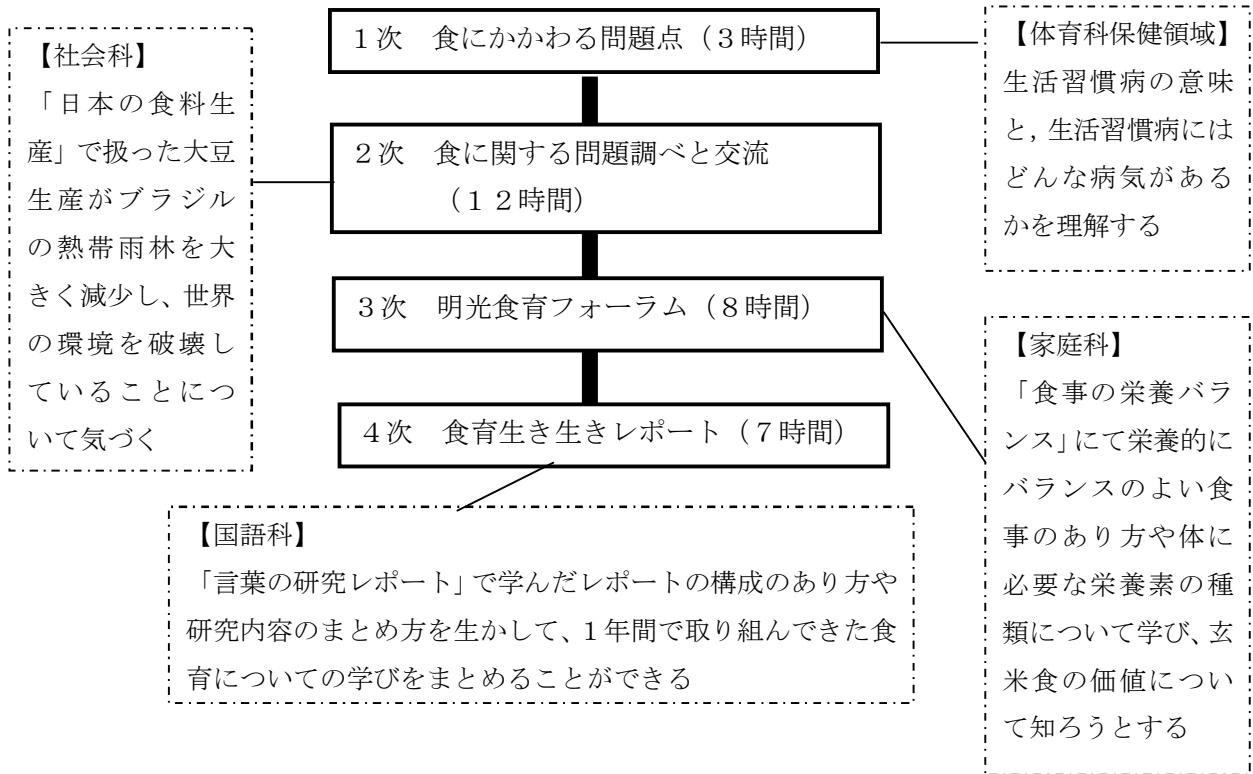 １次　食にかかわる問題点（３時間）
２次　食に関する問題調べと交流
（１２時間）
３次　明光食育フォーラム（８時間）
４次　食育生き生きレポート（７時間）
【社会科】
「日本の食料生
産」で扱った大豆
生産がブラジル
の熱帯雨林を大
きく減少し、世界
の環境を破壊し
ていることにつ
いて気づく
【体育科保健領域】
生活習慣病の意味
と，生活習慣病には
どんな病気がある
かを理解する
【家庭科】
「食事の栄養バラ
ンス」にて栄養的に
バランスのよい食
事のあり方や体に
必要な栄養素の種
類について学び、玄
米食の価値につい
て知ろうとする
【国語科】
「言葉の研究レポート」で学んだレポートの構成のあり方や
研究内容のまとめ方を生かして、１年間で取り組んできた食
育についての学びをまとめることができる